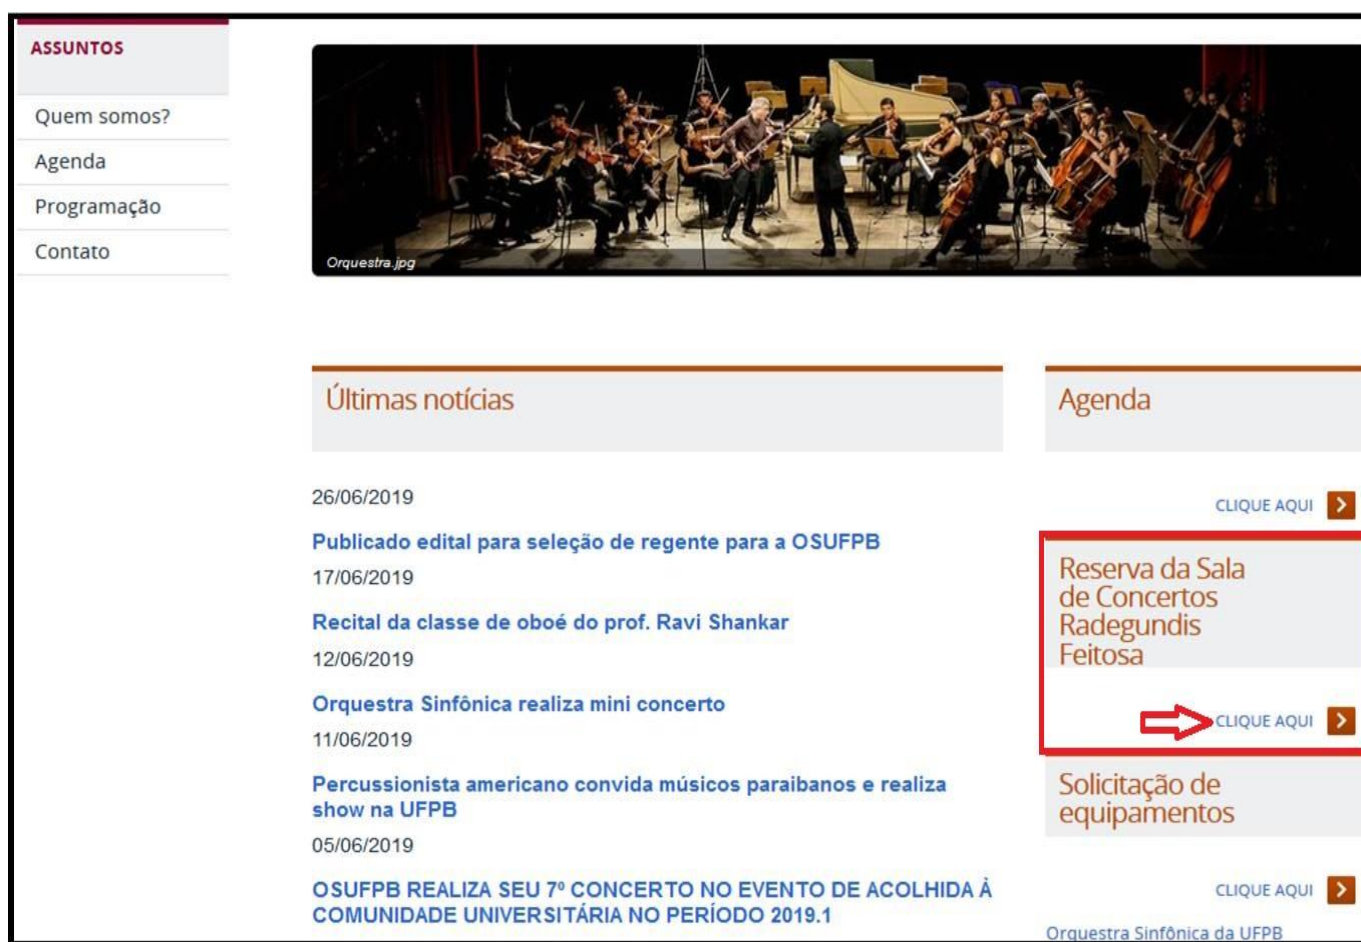 ASSUNTOS
Quem somos?
Agenda
Programação
Contato
Orquestra.jpg
Últimas notícias
26/06/2019
Publicado edital para seleção de regente para a OSUFPB
17/06/2019
Recital da classe de oboé do prof. Ravi Shankar
12/06/2019
Orquestra Sinfônica realiza mini concerto
11/06/2019
Percussionista americano convida músicos paraibanos e realiza
show na UFPB
05/06/2019
OSUFPB REALIZA SEU 7º CONCERTO NO EVENTO DE ACOLHIDA À
COMUNIDADE UNIVERSITÁRIA NO PERÍODO 2019.1
Agenda
CLIQUE AQUI
Reserva da Sala
de Concertos
Radegundis
Feitosa
CLIQUE AQUI
Solicitação de
equipamentos
CLIQUE AQUI
Orquestra Sinfônica da UFPB